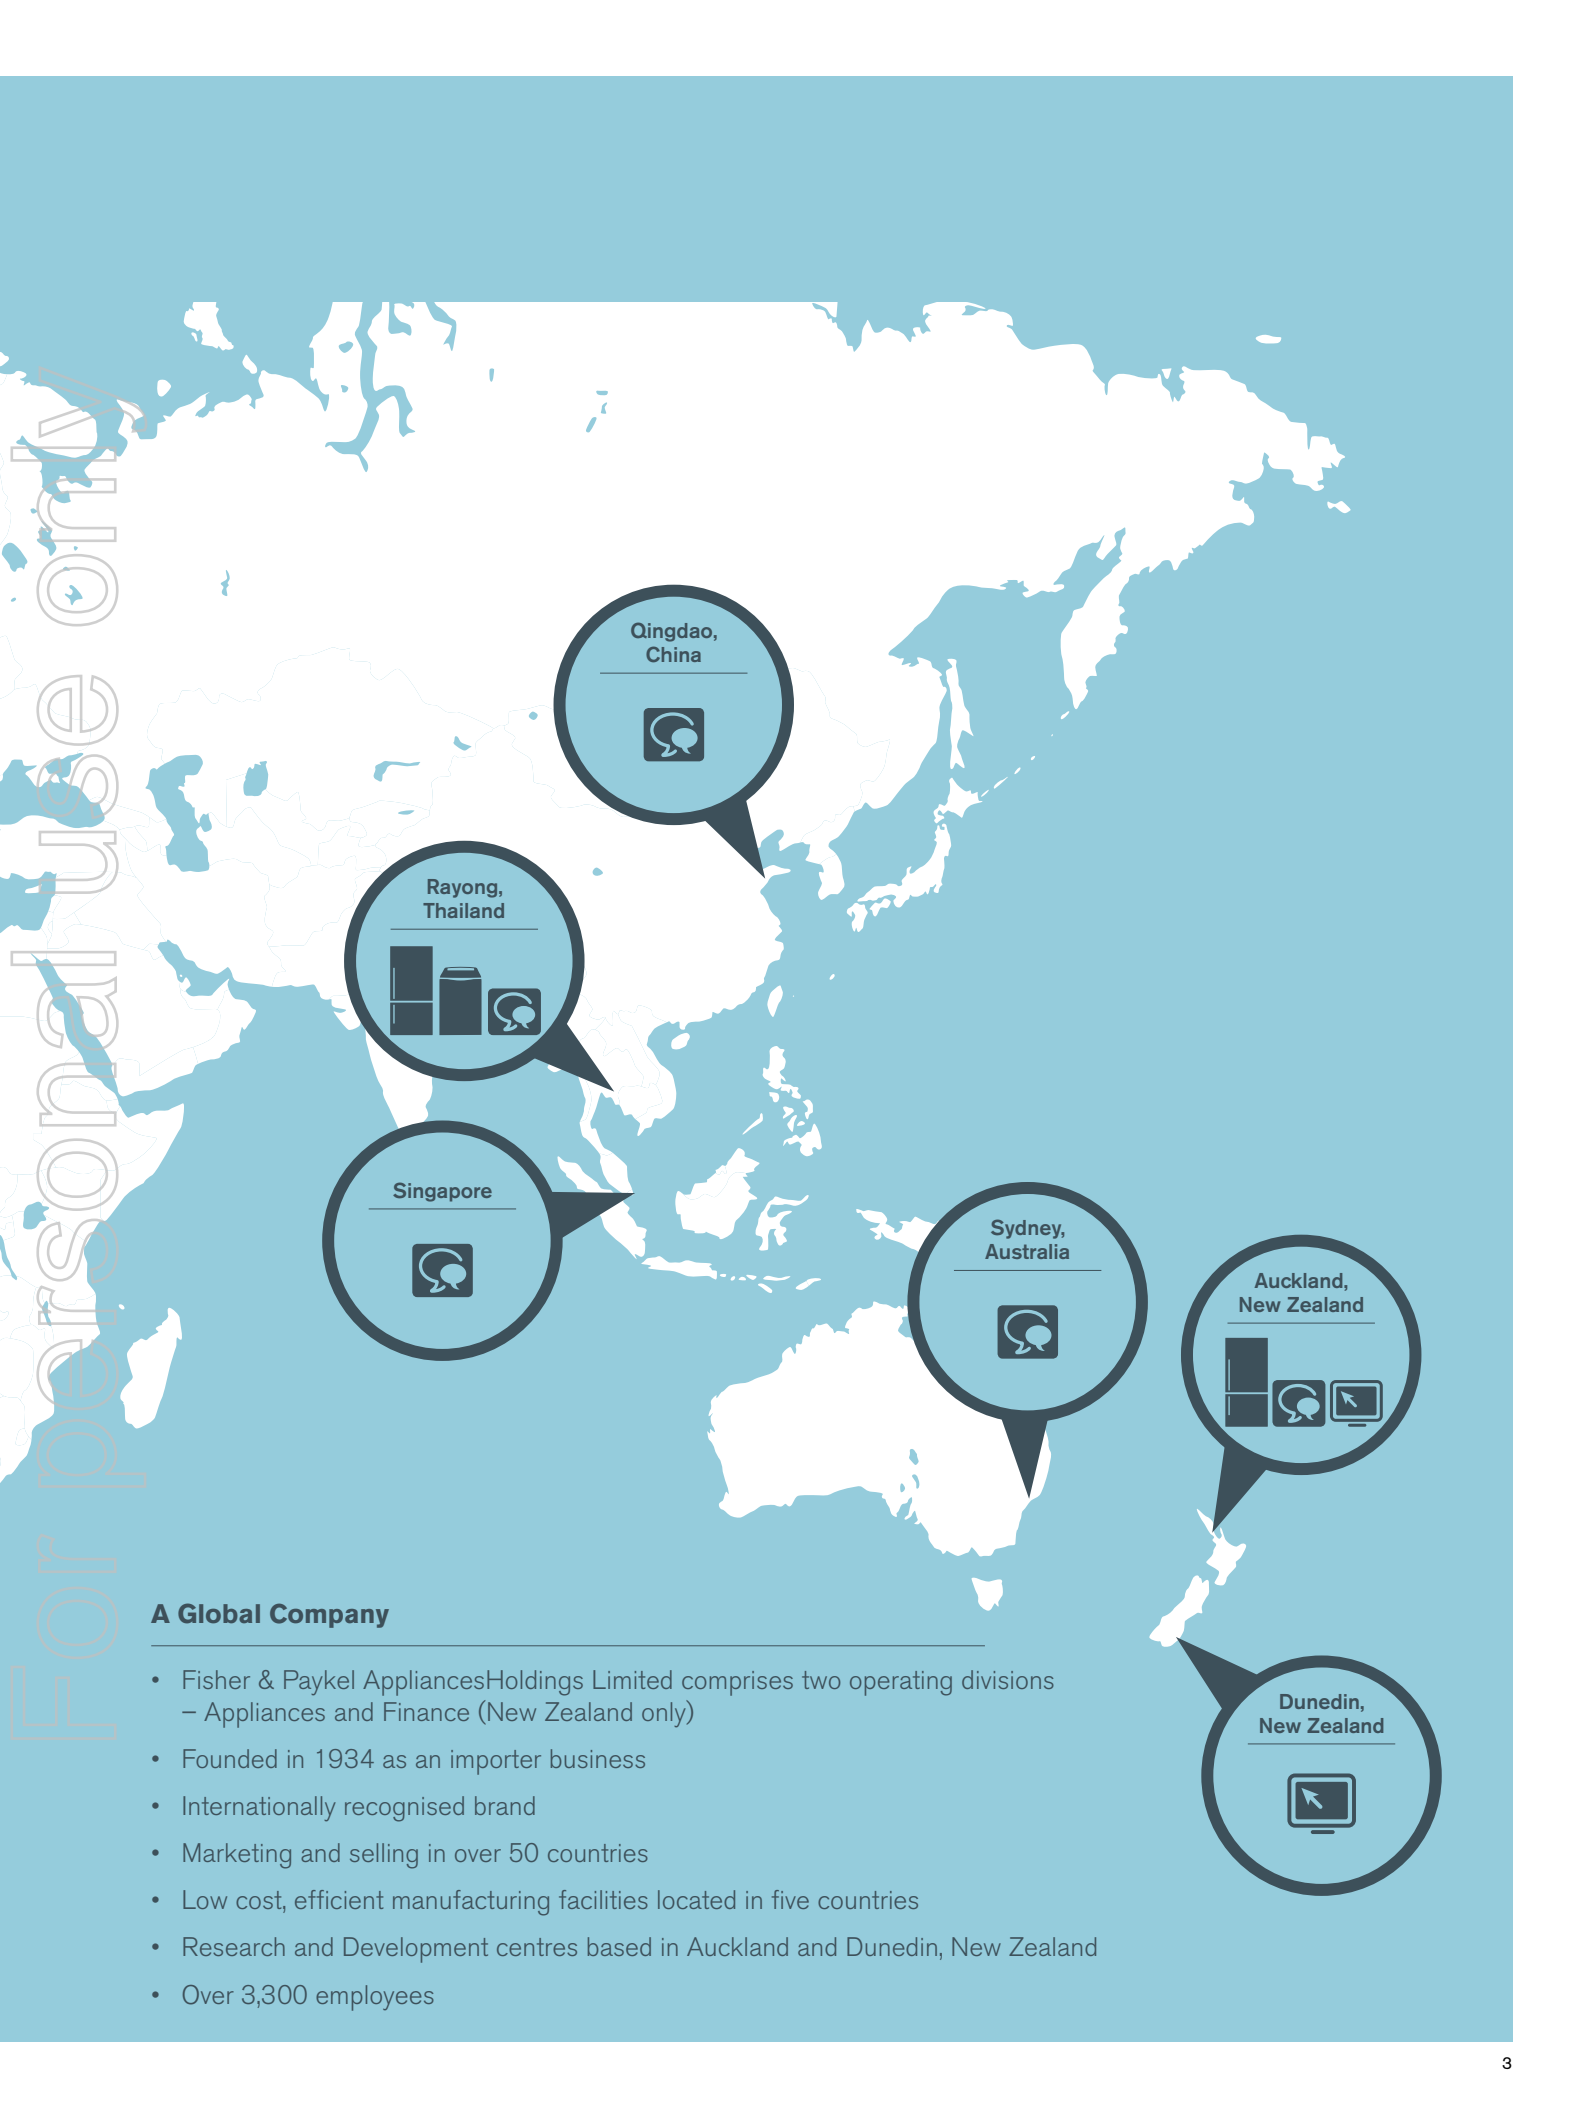 For personal use only
Qingdao,
China
Rayong,
Thailand
Singapore
Sydney,
Australia
Auckland,
New Zealand
Dunedin,
New Zealand
A Global Company
• Fisher & Paykel AppliancesHoldings Limited comprises two operating divisions
– Appliances and Finance (New Zealand only)
• Founded in 1934 as an importer business
• Internationally recognised brand
• Marketing and selling in over 50 countries
• Low cost, efficient manufacturing facilities located in five countries
• Research and Development centres based in Auckland and Dunedin, New Zealand
• Over 3,300 employees
3